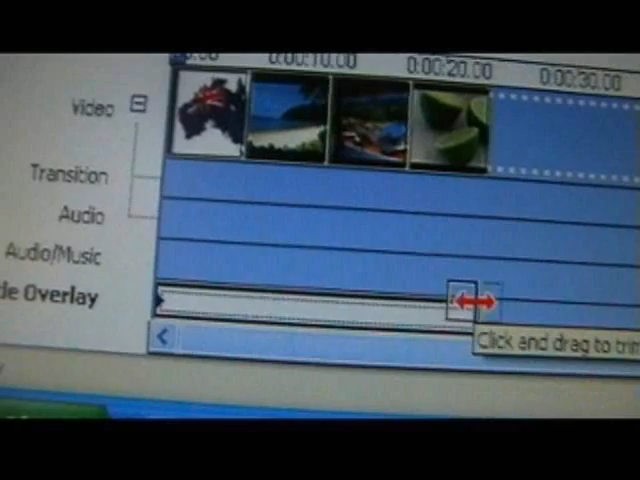 0:00:10.00 0:00:20.00 0:00:30.00
Video
Transition
Audio
Audio/Music
Overlay
Click and drag to trim